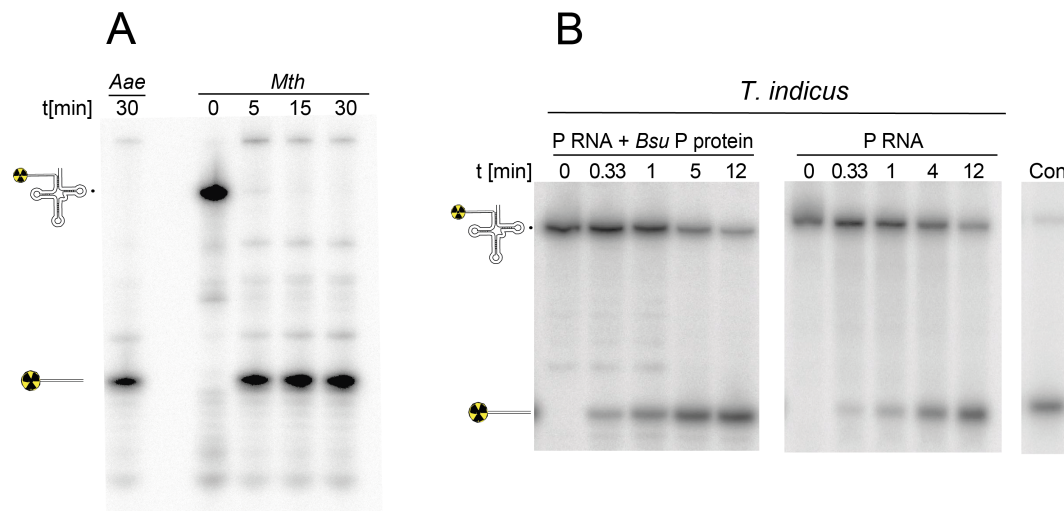 A
Aae Mth
t[min] 30 0 5 15 30
B
T. indicus
P RNA + Bsu P protein P RNA
t [min] 0 0.33 1 5 12 0 0.33 1 4 12 Con